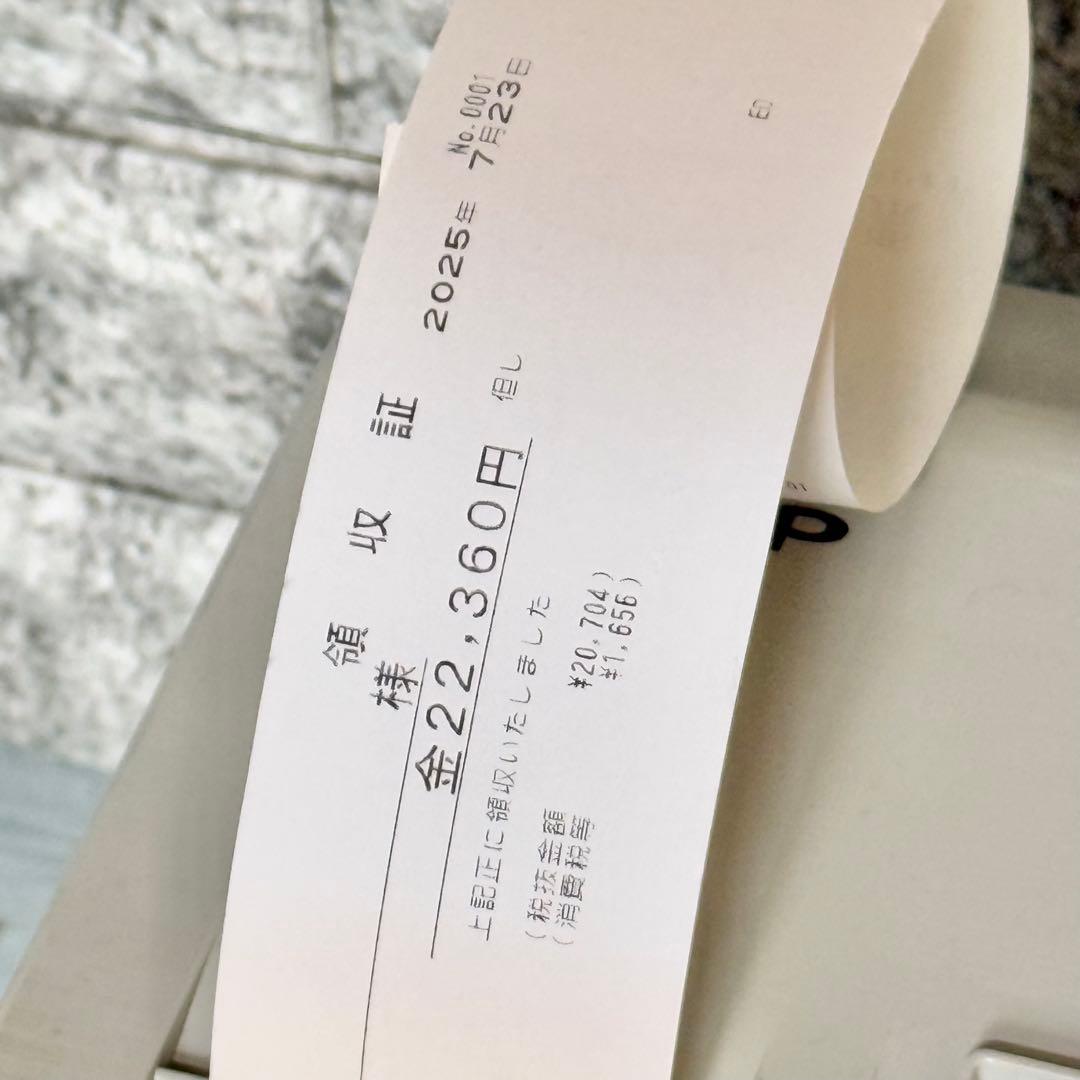 No.0001
領収証 2025年 7月23日
様
金22,360円 但し
上記正に領収いたしました
(税抜金額 ¥20,704)
(消費税等 ¥1,656)
印
01